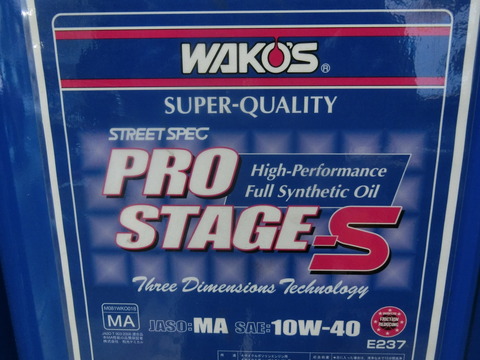 WAKO'S®
SUPER-QUALITY
STREET SPEC
PRO
STAGE-S
High-Performance
Full Synthetic Oil
Three Dimensions Technology
MA
JASO:MA SAE:10W-40
FRICTION
E237